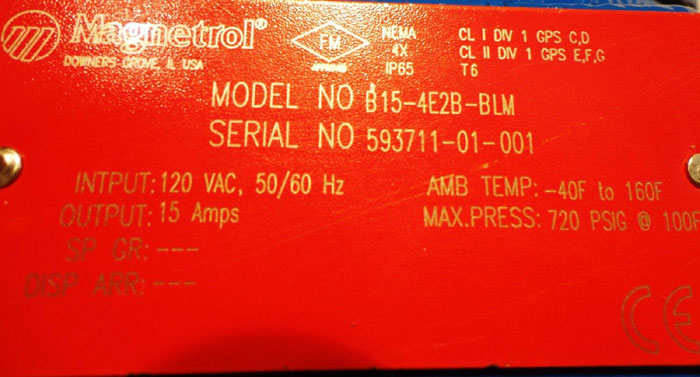 Magnetrol®
DOWNERS GROVE, IL USA
FM
APPROVED
NEMA
4X
IP65
CL I DIV 1 GPS C,D
CL II DIV 1 GPS E,F,G
T6
MODEL NO B15-4E2B-BLM
SERIAL NO 593711-01-001
INTPUT: 120 VAC, 50/60 Hz
OUTPUT: 15 Amps
SP CR: ---
DISP ARR: ---
AMB TEMP: -40F to 160F
MAX.PRESS: 720 PSIG @ 100F
CE